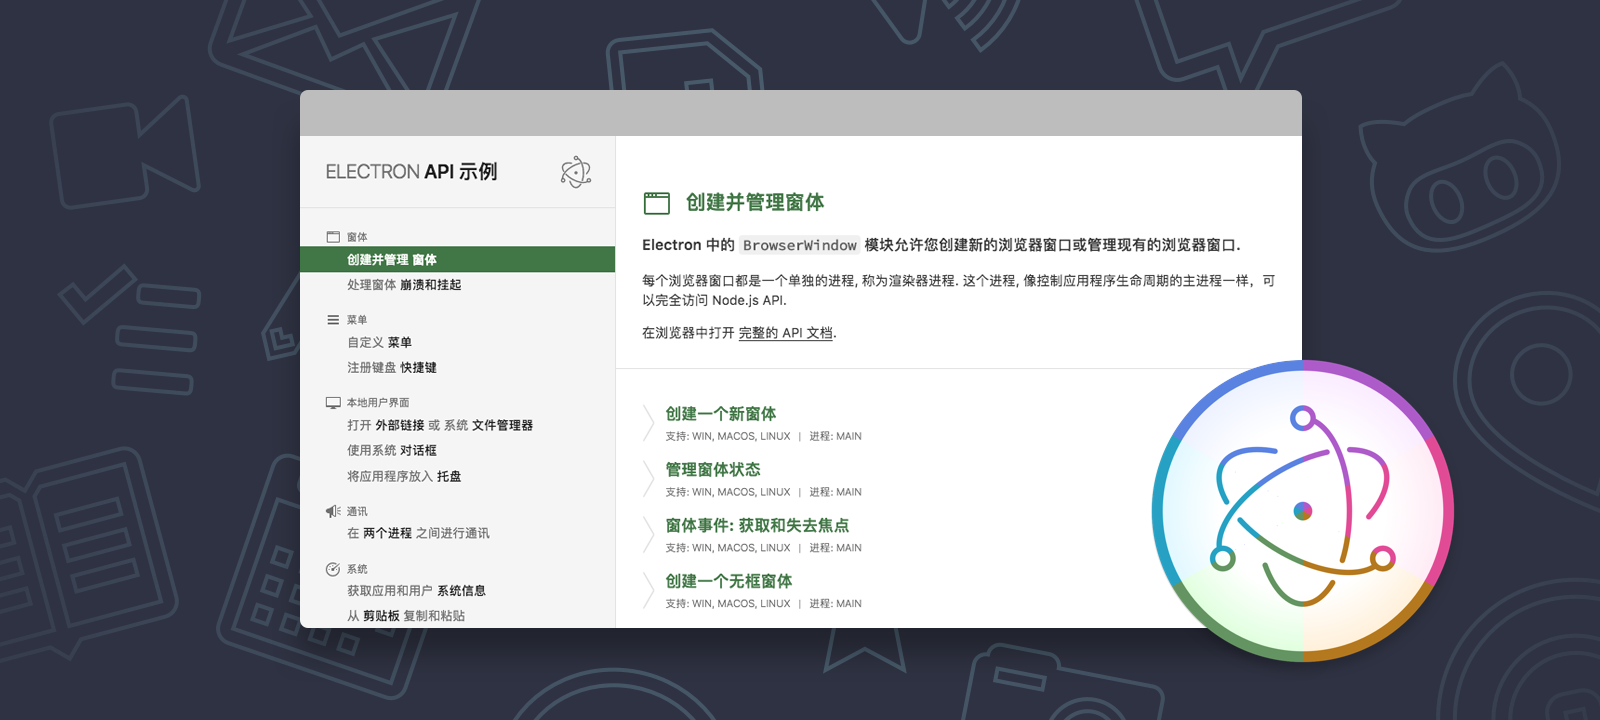 ELECTRON API 示例
窗体
创建并管理 窗体
处理窗体 崩溃和挂起
菜单
自定义 菜单
注册键盘 快捷键
本地用户界面
打开 外部链接 或 系统 文件管理器
使用系统 对话框
将应用程序放入 托盘
通讯
在 两个进程 之间进行通讯
系统
获取应用和用户 系统信息
从 剪贴板 复制和粘贴
创建并管理窗体
Electron 中的 BrowserWindow 模块允许您创建新的浏览器窗口或管理现有的浏览器窗口.
每个浏览器窗口都是一个单独的进程, 称为渲染器进程. 这个进程, 像控制应用程序生命周期的主进程一样，可
以完全访问 Node.js API.
在浏览器中打开 完整的 API 文档.
创建一个新窗体
支持: WIN, MACOS, LINUX | 进程: MAIN
管理窗体状态
支持: WIN, MACOS, LINUX | 进程: MAIN
窗体事件: 获取和失去焦点
支持: WIN, MACOS, LINUX | 进程: MAIN
创建一个无框窗体
支持: WIN, MACOS, LINUX | 进程: MAIN